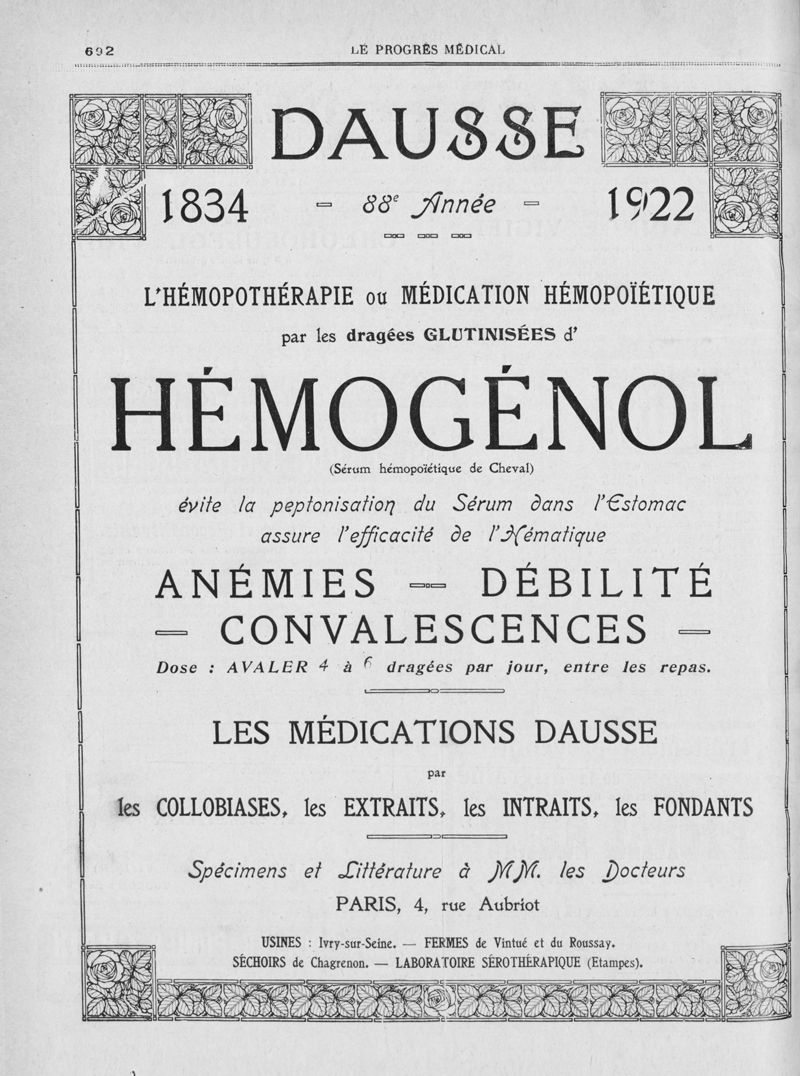 692
LE PROGRÈS MÉDICAL
DAUSSE
1834 – 88e Année – 1922
L'HÉMOPOTHÉRAPIE ou MÉDICATION HÉMOPOÏÉTIQUE
par les dragées GLUTINISÉES d'
HÉMOGÉNOL
(Sérum hémopoïétique de Cheval)
évite la peptonisation du Sérum dans l'Estomac
assure l'efficacité de l'Hématique
ANÉMIES — DÉBILITÉ
— CONVALESCENCES —
Dose : AVALER 4 à 6 dragées par jour, entre les repas.
LES MÉDICATIONS DAUSSE
par
les COLLOBIASES, les EXTRAITS, les INTRAITS, les FONDANTS
Spécimens et Littérature à MM. les Docteurs
PARIS, 4, rue Aubriot
USINES : Ivry-sur-Seine. — FERMES de Vintué et du Roussay.
SÉCHOIRS de Chagrenon. — LABORATOIRE SÉROTHÉRAPIQUE (Etampes).